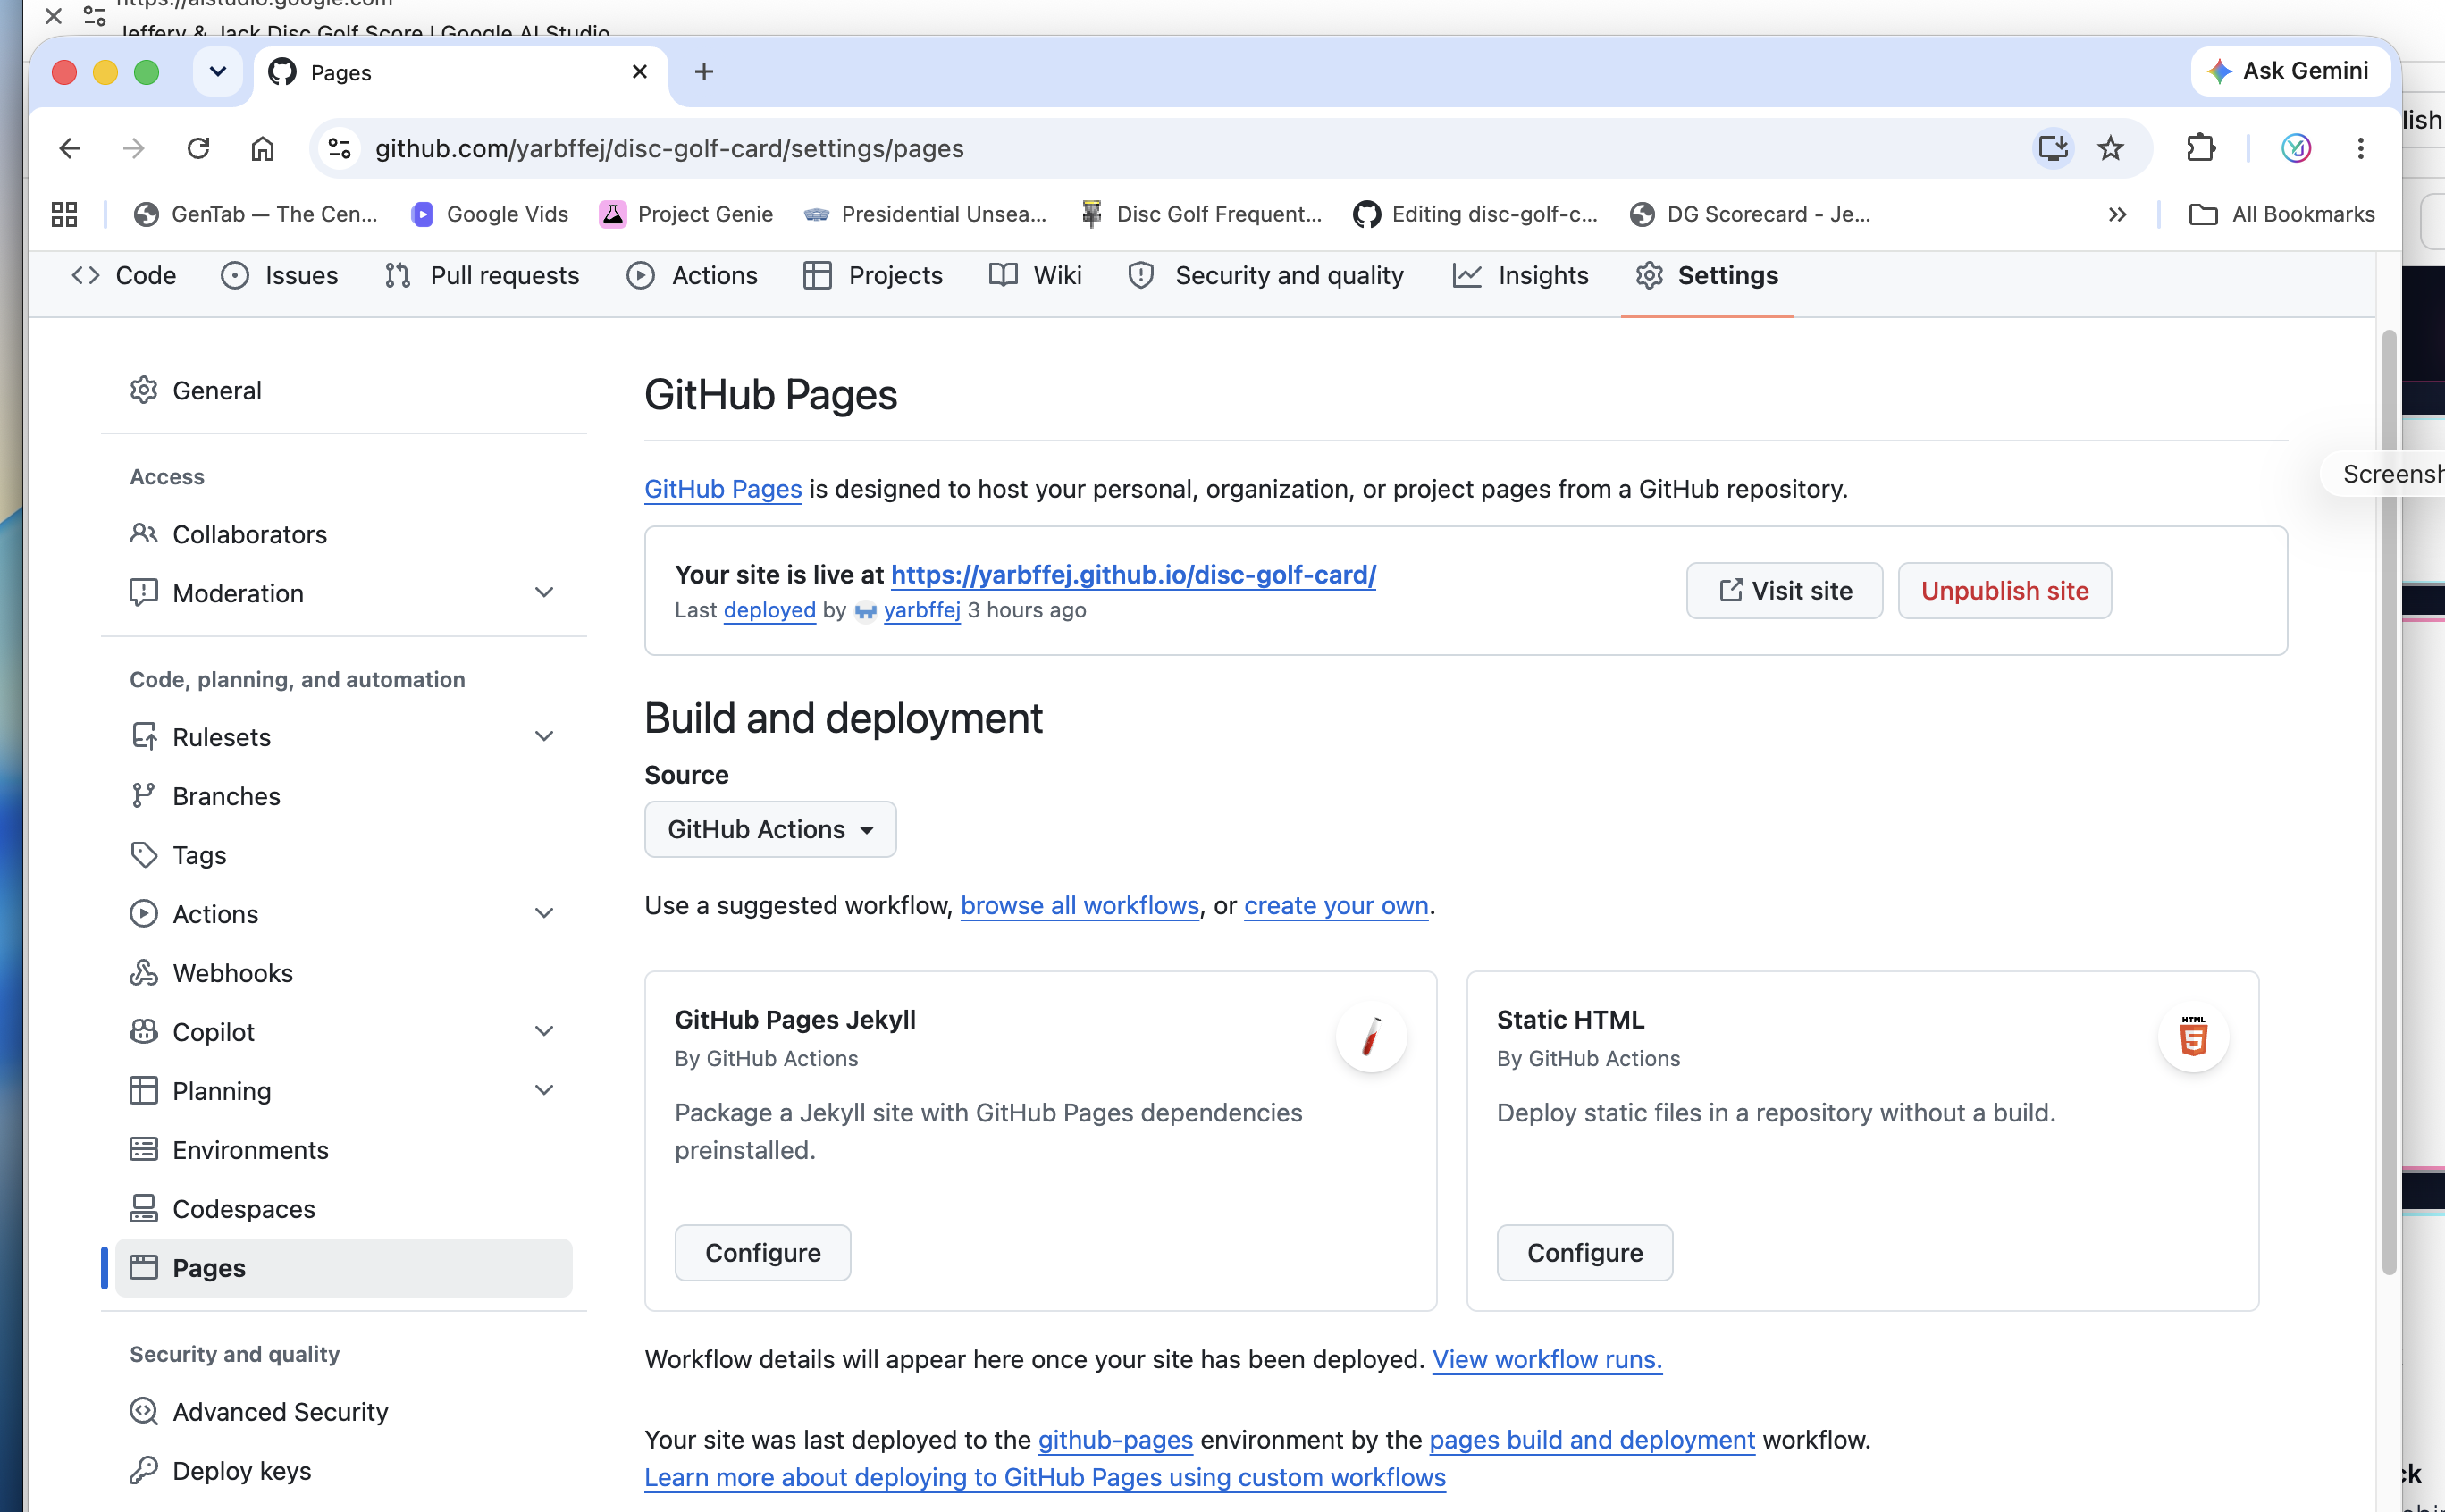 https://aistudio.google.com
Jeffery & Jack Disc Golf Score | Google AI Studio
Pages
Ask Gemini
github.com/yarbffej/disc-golf-card/settings/pages
GenTab — The Cen...
Google Vids
Project Genie
Presidential Unsea...
Disc Golf Frequent...
Editing disc-golf-c...
DG Scorecard - Je...
All Bookmarks
Code
Issues
Pull requests
Actions
Projects
Wiki
Security and quality
Insights
Settings
General
Access
Collaborators
Moderation
Code, planning, and automation
Rulesets
Branches
Tags
Actions
Webhooks
Copilot
Planning
Environments
Codespaces
Pages
Security and quality
Advanced Security
Deploy keys
GitHub Pages
GitHub Pages is designed to host your personal, organization, or project pages from a GitHub repository.
Your site is live at https://yarbffej.github.io/disc-golf-card/
Last deployed by yarbffej 3 hours ago
Visit site
Unpublish site
Build and deployment
Source
GitHub Actions
Use a suggested workflow, browse all workflows, or create your own.
GitHub Pages Jekyll
By GitHub Actions
Package a Jekyll site with GitHub Pages dependencies
preinstalled.
Configure
Static HTML
By GitHub Actions
HTML
5
Deploy static files in a repository without a build.
Configure
Workflow details will appear here once your site has been deployed. View workflow runs.
Your site was last deployed to the github-pages environment by the pages build and deployment workflow.
Learn more about deploying to GitHub Pages using custom workflows
lish
Screensh
ck